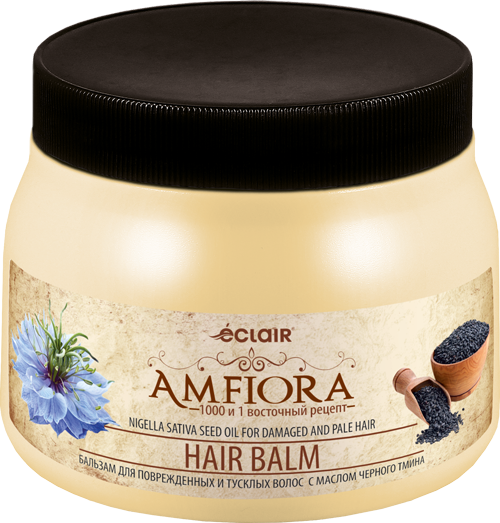 éCLAIR®
AMFIORA
1000 и 1 восточный рецепт
NIGELLA SATIVA SEED OIL FOR DAMAGED AND PALE HAIR
HAIR BALM
БАЛЬЗАМ ДЛЯ ПОВРЕЖДЕННЫХ И ТУСКЛЫХ ВОЛОС С МАСЛОМ ЧЕРНОГО ТМИНА